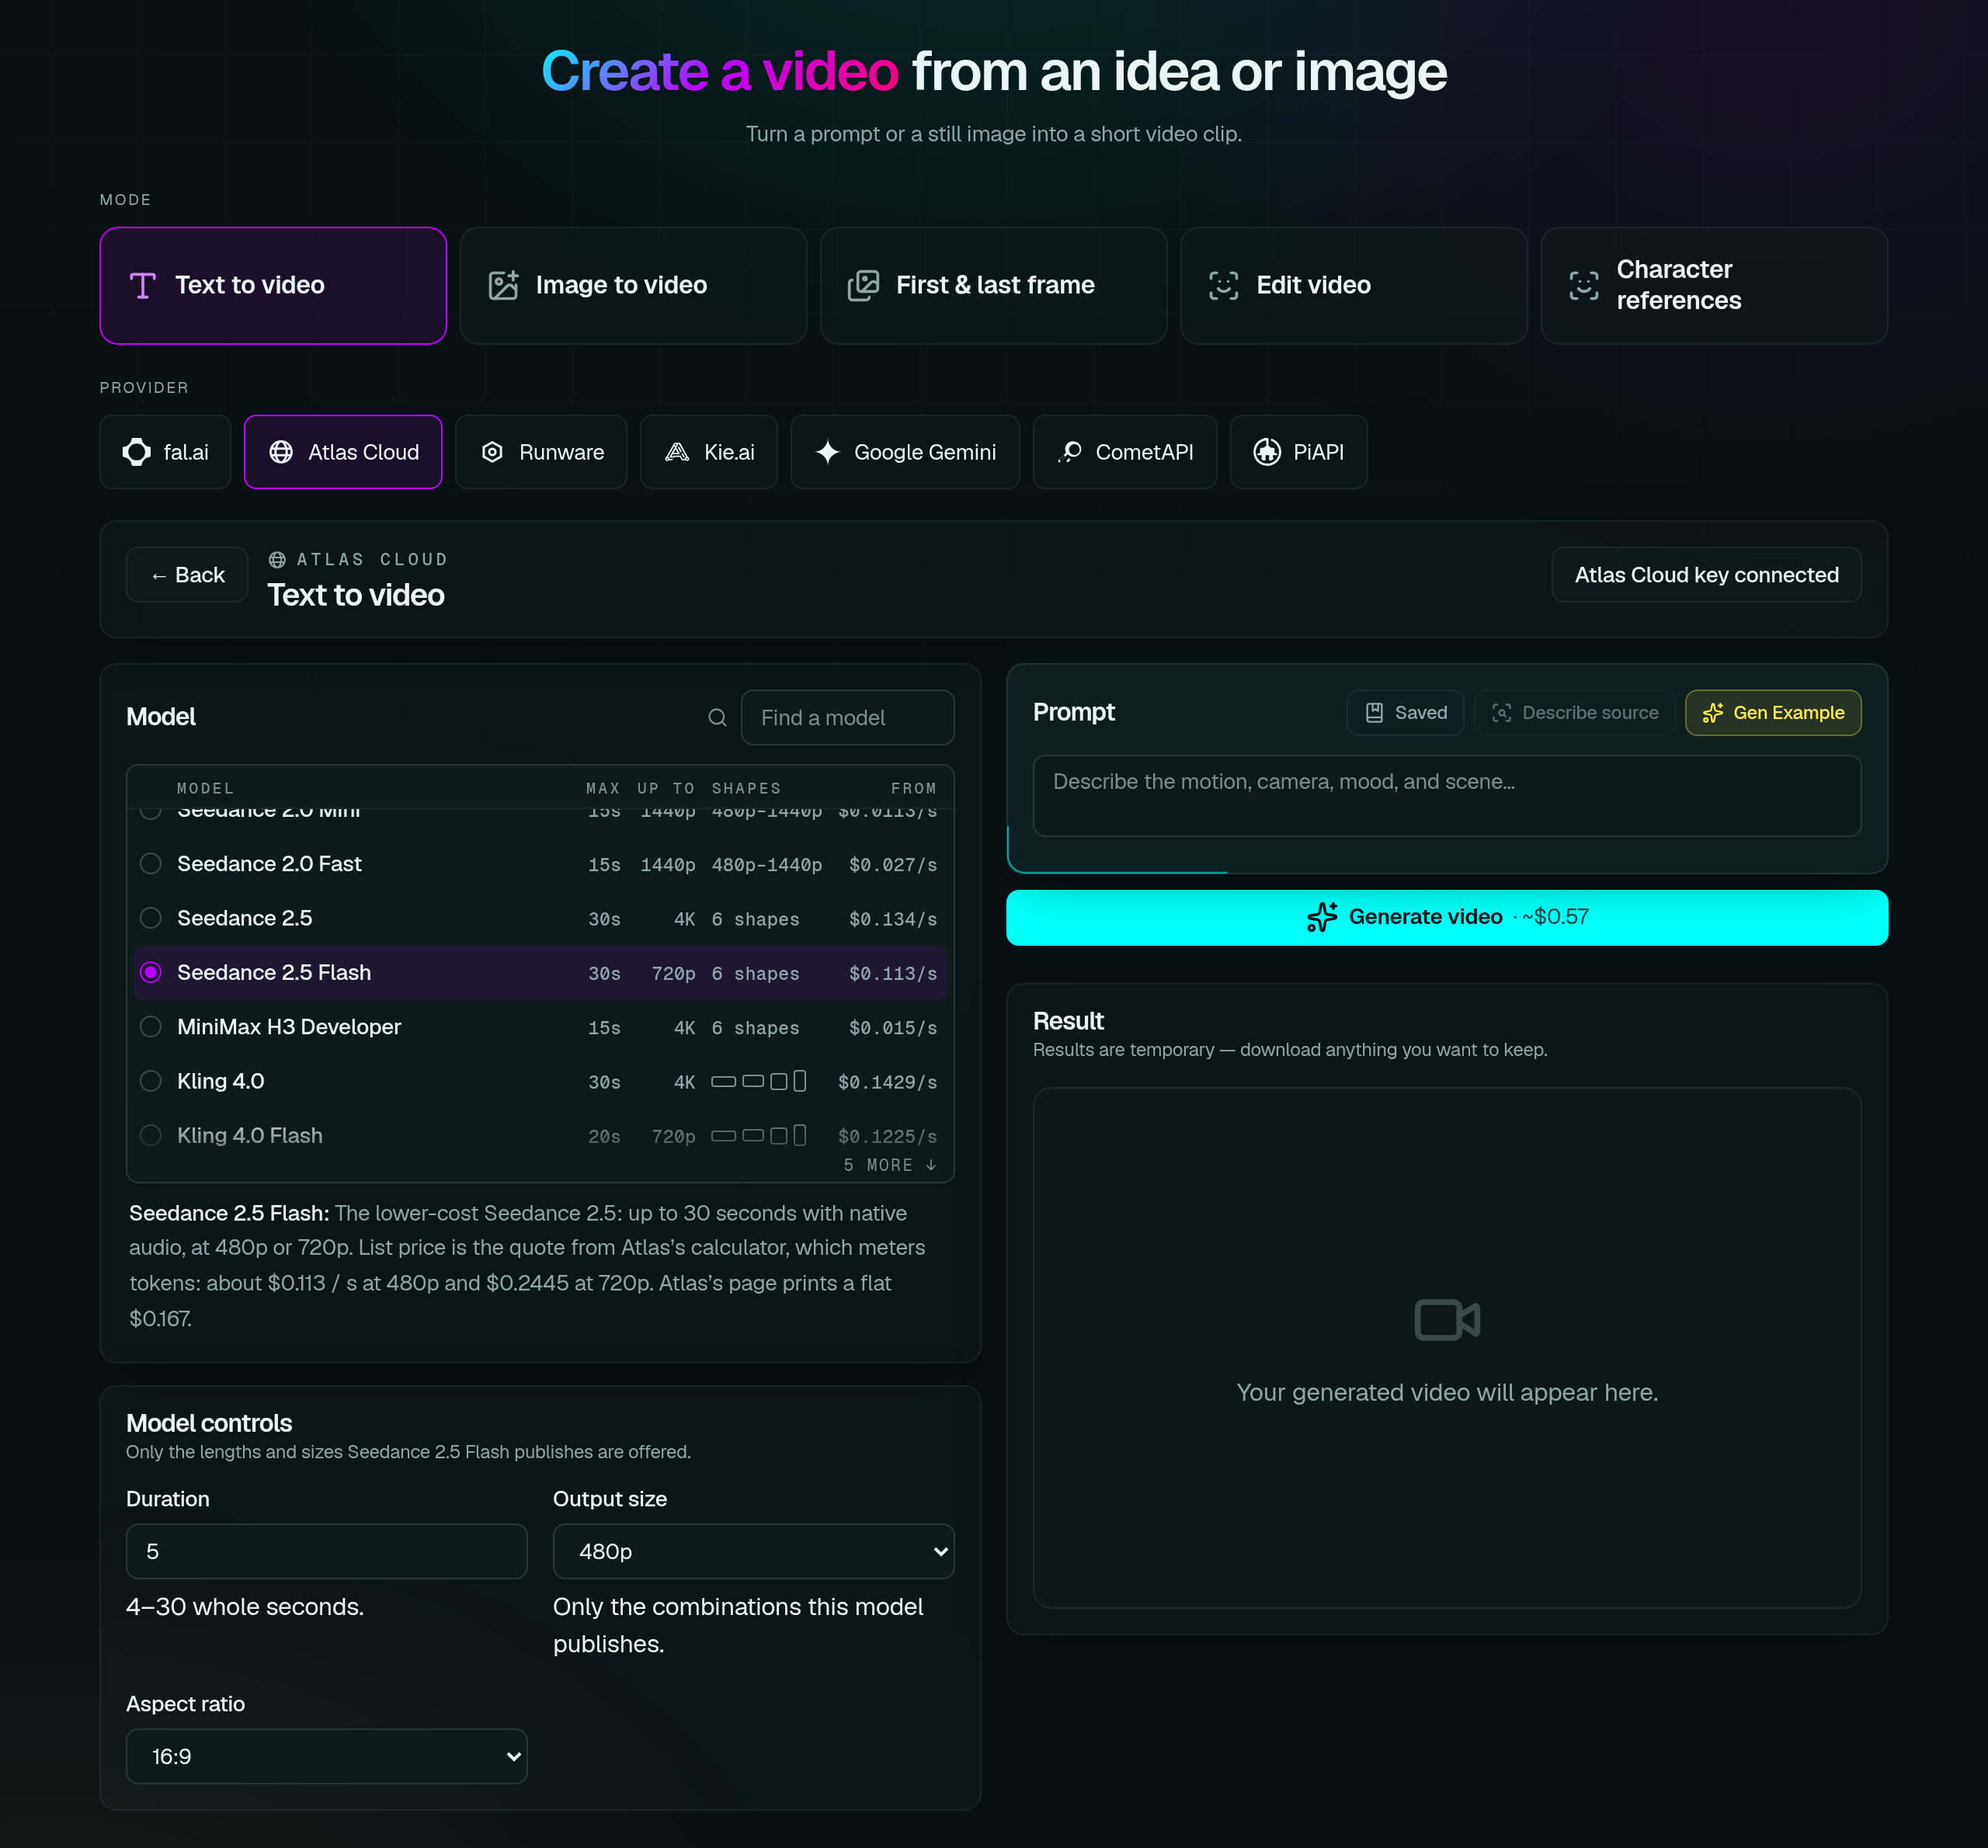 Create a video from an idea or image
Turn a prompt or a still image into a short video clip.
MODE
Text to video
Image to video
First & last frame
Edit video
Character
references
PROVIDER
fal.ai
Atlas Cloud
Runware
Kie.ai
Google Gemini
CometAPI
PiAPI
← Back
ATLAS CLOUD
Text to video
Atlas Cloud key connected
Model
Find a model
MODEL MAX UP TO SHAPES FROM
Seedance 2.0 Mini 15s 1440p 480p-1440p $0.0113/s
Seedance 2.0 Fast 15s 1440p 480p-1440p $0.027/s
Seedance 2.5 30s 4K 6 shapes $0.134/s
Seedance 2.5 Flash 30s 720p 6 shapes $0.113/s
MiniMax H3 Developer 15s 4K 6 shapes $0.015/s
Kling 4.0 30s 4K $0.1429/s
Kling 4.0 Flash 20s 720p $0.1225/s
5 MORE ↓
Seedance 2.5 Flash: The lower-cost Seedance 2.5: up to 30 seconds with native
audio, at 480p or 720p. List price is the quote from Atlas’s calculator, which meters
tokens: about $0.113 / s at 480p and $0.2445 at 720p. Atlas’s page prints a flat
$0.167.
Model controls
Only the lengths and sizes Seedance 2.5 Flash publishes are offered.
Duration
5
4–30 whole seconds.
Output size
480p
Only the combinations this model
publishes.
Aspect ratio
16:9
Prompt
Saved
Describe source
Gen Example
Describe the motion, camera, mood, and scene...
Generate video · ~$0.57
Result
Results are temporary — download anything you want to keep.
Your generated video will appear here.